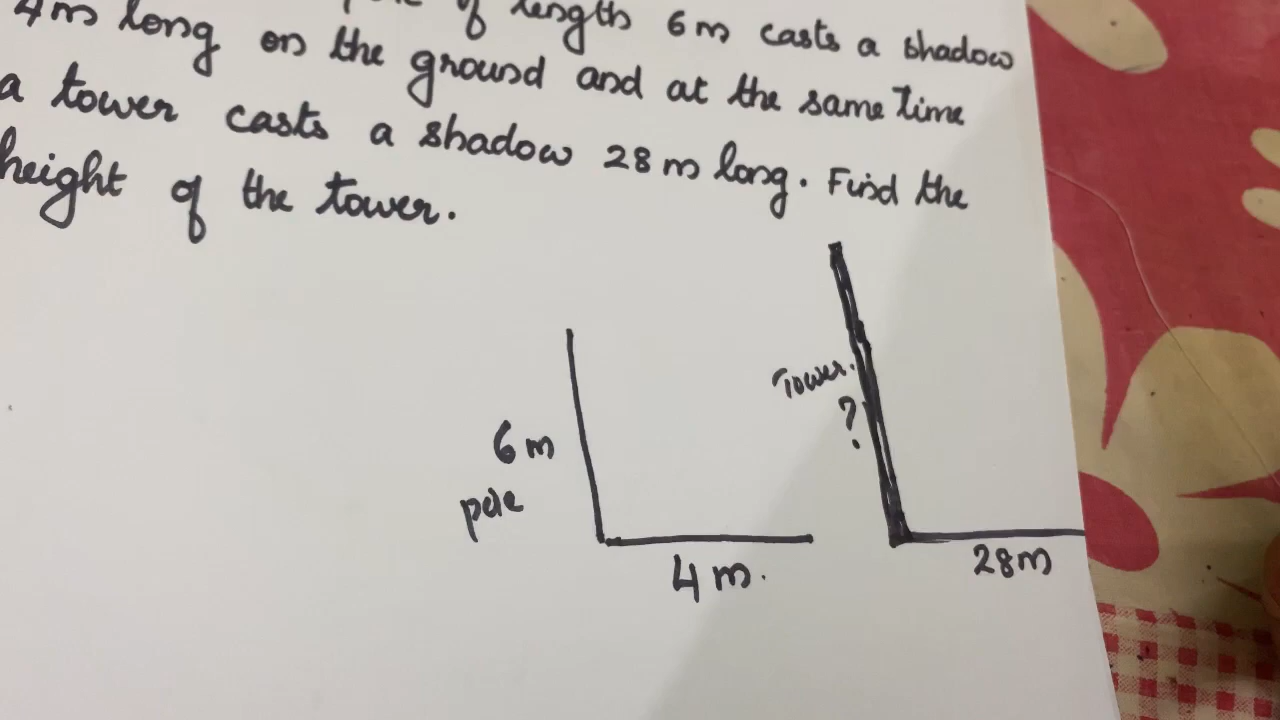 of length 6m casts a shadow
4m long on the ground and at the same time
a tower casts a shadow 28m long. Find the
height of the tower.
Tower.
?
6m
pole
4m.
28m